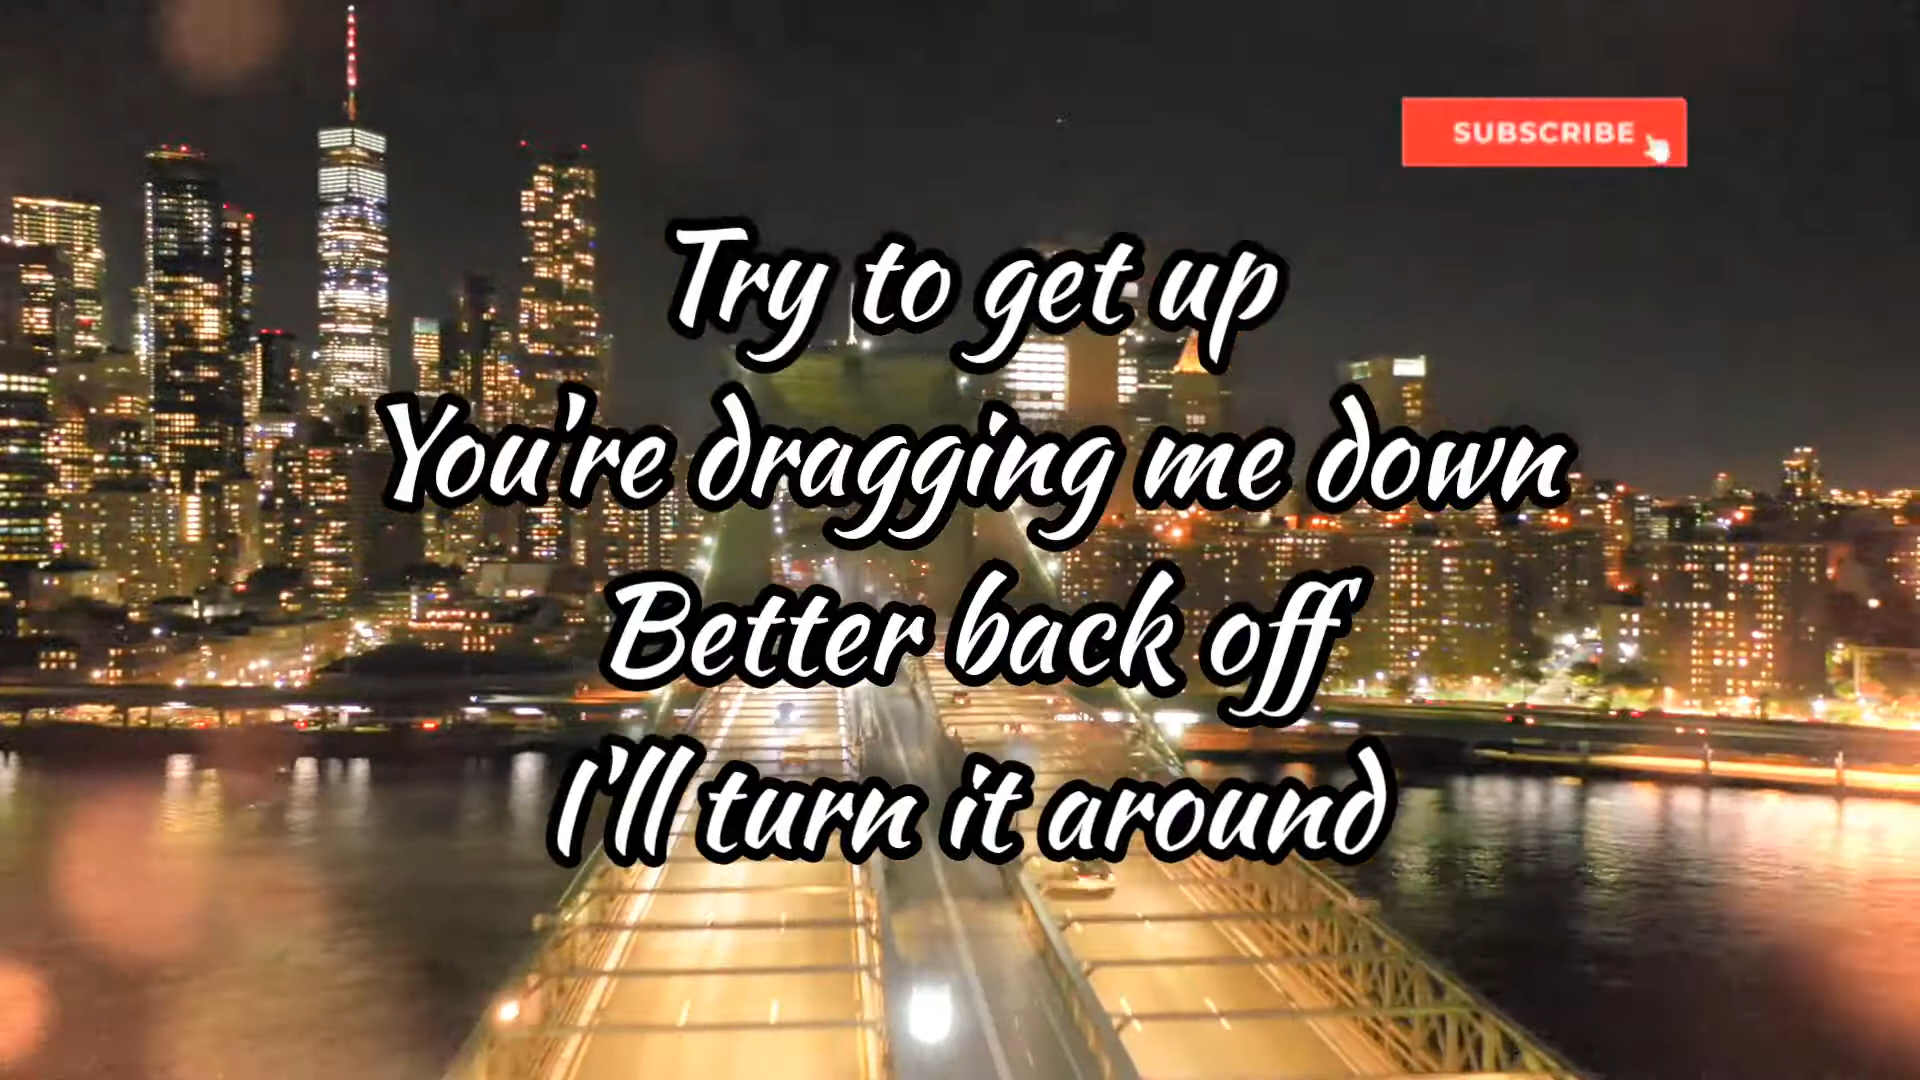 SUBSCRIBE
Try to get up
You're dragging me down
Better back off
I'll turn it around